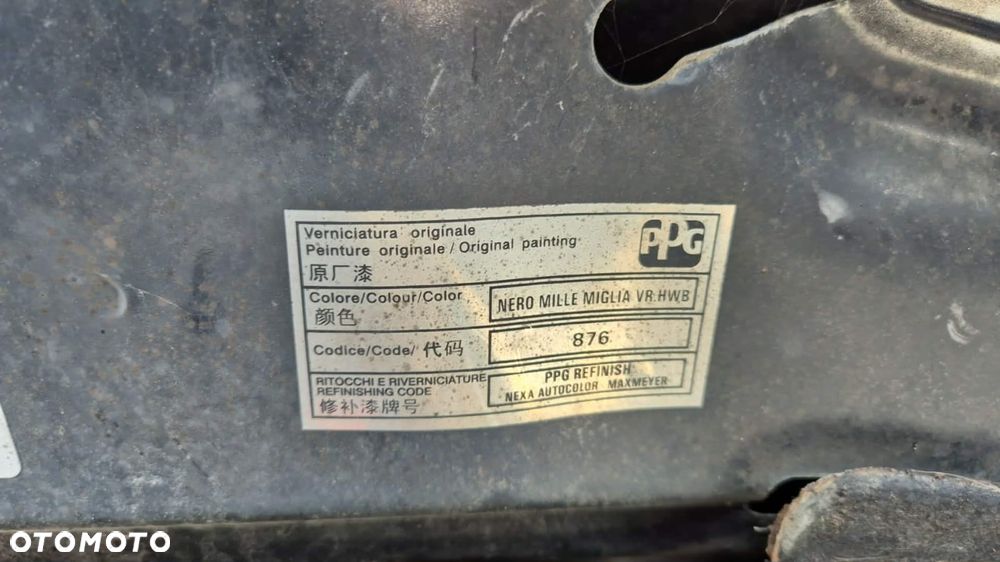 Verniciatura originale
Peinture originale / Original painting
原厂漆
PPG
Colore/Colour/Color
颜色
NERO MILLE MIGLIA VR.HWB
Codice/Code/ 代码
876
RITOCCHI E RIVERNICIATURE
REFINISHING CODE
修补漆牌号
PPG REFINISH
NEXA AUTOCOLOR - MAXMEYER
OTOMOTO